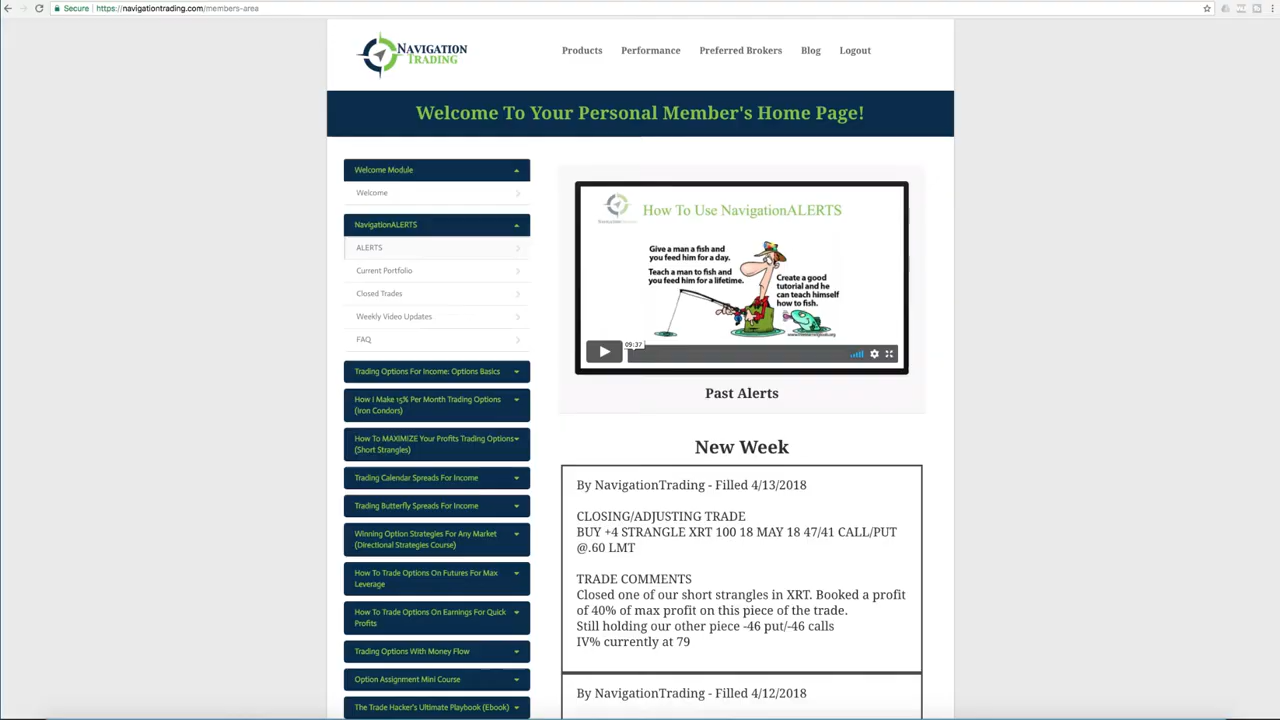 Secure https://navigationtrading.com/members-area
NAVIGATION
TRADING
Products Performance Preferred Brokers Blog Logout
Welcome To Your Personal Member's Home Page!
Welcome Module
Welcome
NavigationALERTS
ALERTS
Current Portfolio
Closed Trades
Weekly Video Updates
FAQ
Trading Options For Income: Options Basics
How I Make 15% Per Month Trading Options
(Iron Condors)
How To MAXIMIZE Your Profits Trading Options
(Short Strangles)
Trading Calendar Spreads For Income
Trading Butterfly Spreads For Income
Winning Option Strategies For Any Market
(Directional Strategies Course)
How To Trade Options On Futures For Max
Leverage
How To Trade Options On Earnings For Quick
Profits
Trading Options With Money Flow
Option Assignment Mini Course
The Trade Hacker's Ultimate Playbook (Ebook)
How To Use NavigationALERTS
Give a man a fish and
you feed him for a day.
Teach a man to fish and
you feed him for a lifetime.
Create a good
tutorial and he
can teach himself
how to fish.
09:37
Past Alerts
New Week
By NavigationTrading - Filled 4/13/2018
CLOSING/ADJUSTING TRADE
BUY +4 STRANGLE XRT 100 18 MAY 18 47/41 CALL/PUT
@.60 LMT
TRADE COMMENTS
Closed one of our short strangles in XRT. Booked a profit
of 40% of max profit on this piece of the trade.
Still holding our other piece -46 put/-46 calls
IV% currently at 79
By NavigationTrading - Filled 4/12/2018